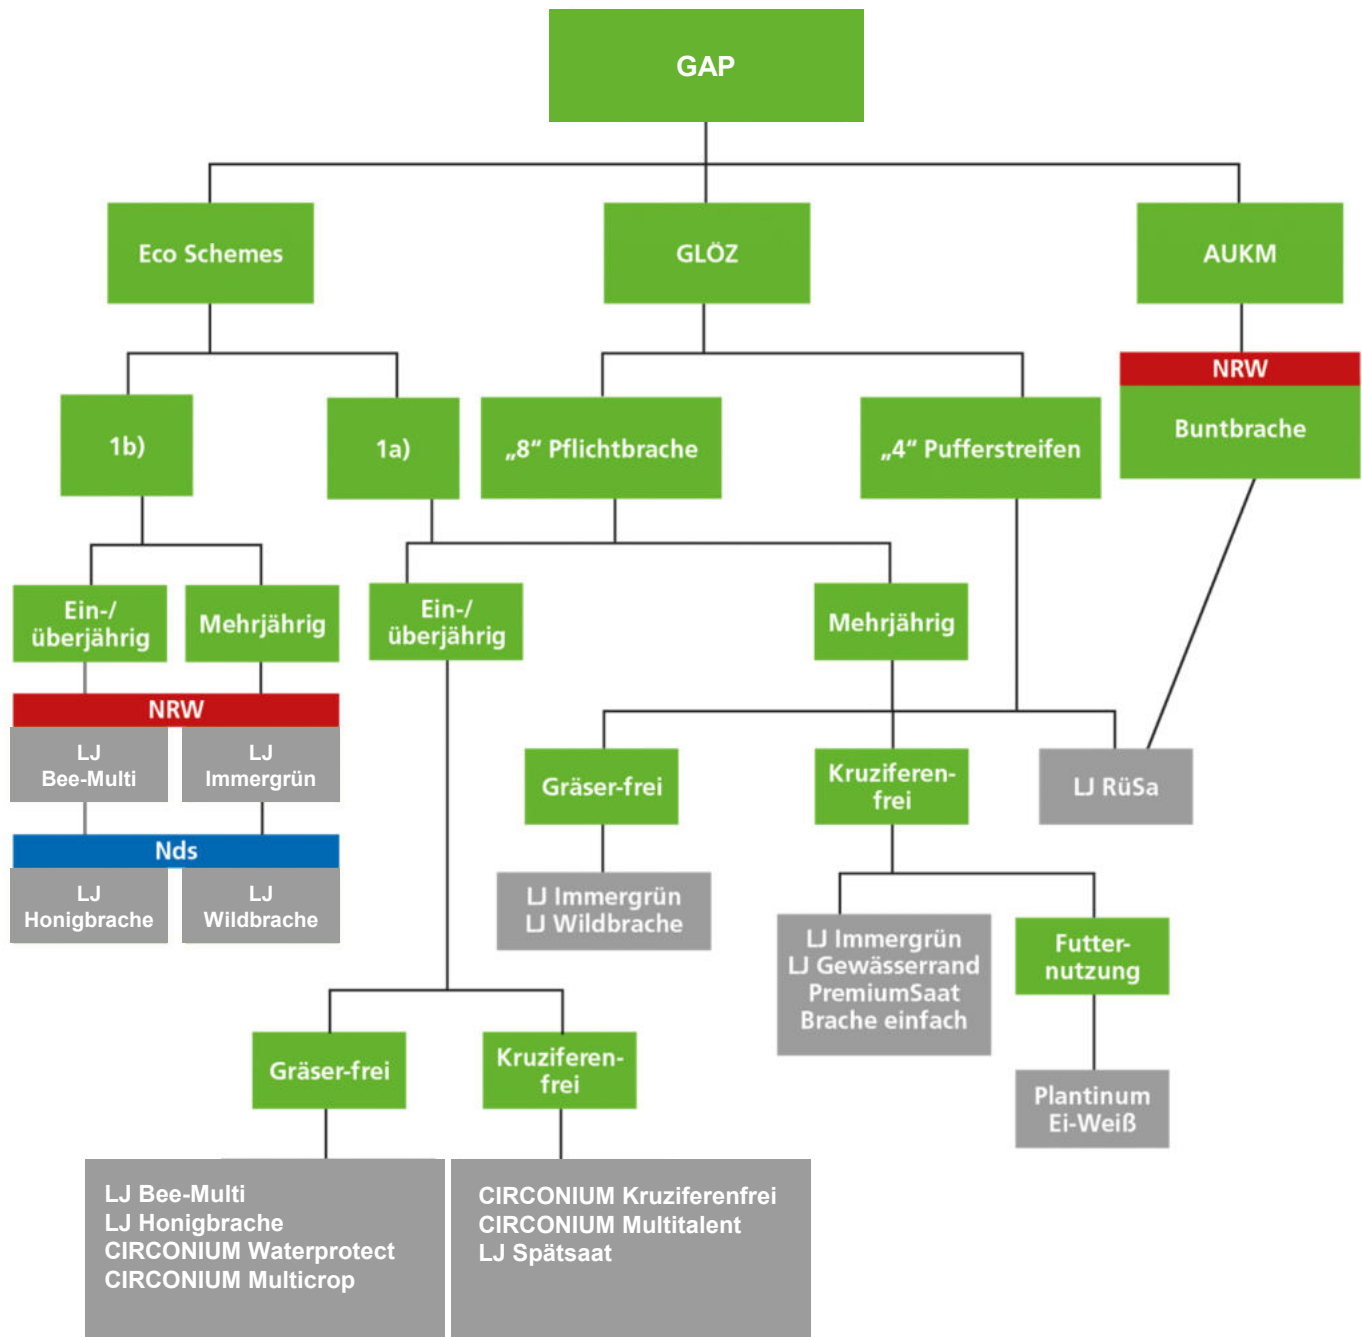 GAP
Eco Schemes
GLÖZ
AUKM
NRW
Buntbrache
1b)
1a)
„8“ Pflichtbrache
„4“ Pufferstreifen
Ein-/
überjährig
Mehrjährig
Ein-/
überjährig
Mehrjährig
NRW
LJ
Bee-Multi
LJ
Immergrün
Nds
LJ
Honigbrache
LJ
Wildbrache
Gräser-frei
Kruziferen-
frei
LJ RüSa
LJ Immergrün
LJ Wildbrache
LJ Immergrün
LJ Gewässerrand
PremiumSaat
Brache einfach
Futter-
nutzung
Plantinum
Ei-Weiß
Gräser-frei
Kruziferen-
frei
LJ Bee-Multi
LJ Honigbrache
CIRCONIUM Waterprotect
CIRCONIUM Multicrop
CIRCONIUM Kruziferenfrei
CIRCONIUM Multitalent
LJ Spätsaat